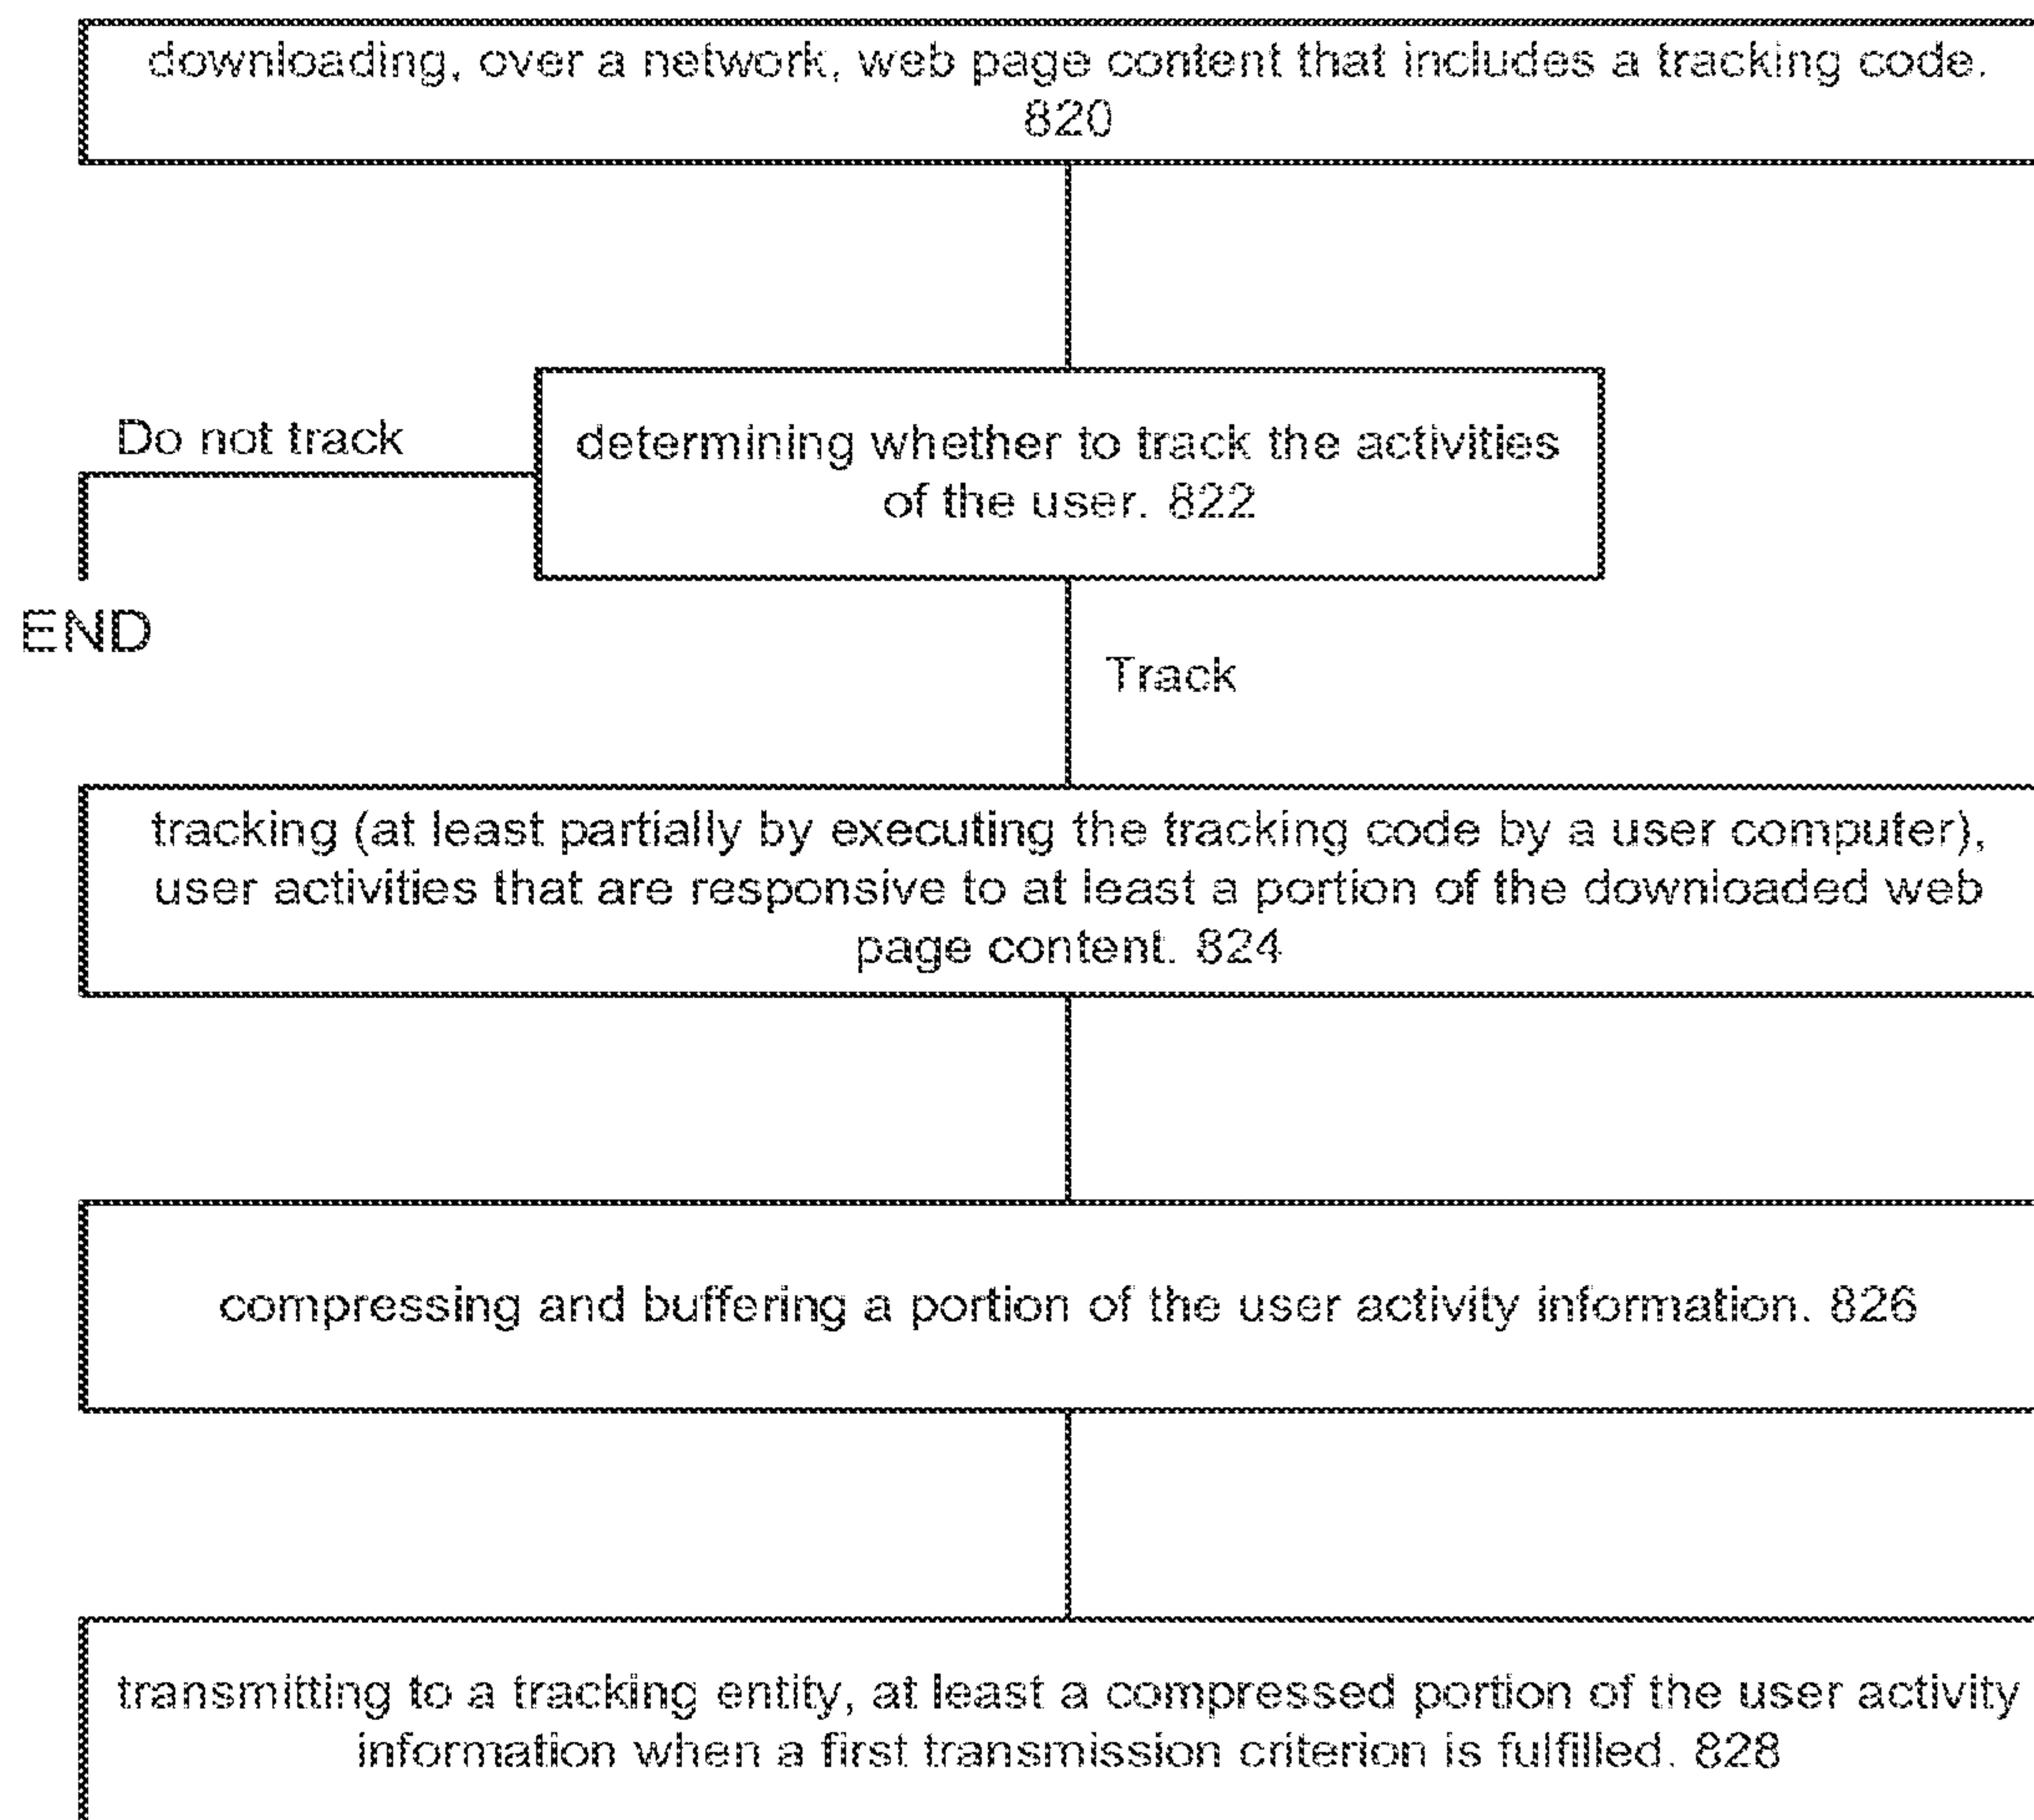 downloading, over a network, web page content that includes a tracking code.
820
Do not track
determining whether to track the activities
of the user. 822
END
Track
tracking (at least partially by executing the tracking code by a user computer),
user activities that are responsive to at least a portion of the downloaded web
page content. 824
compressing and buffering a portion of the user activity information. 826
transmitting to a tracking entity, at least a compressed portion of the user activity
information when a first transmission criterion is fulfilled. 828